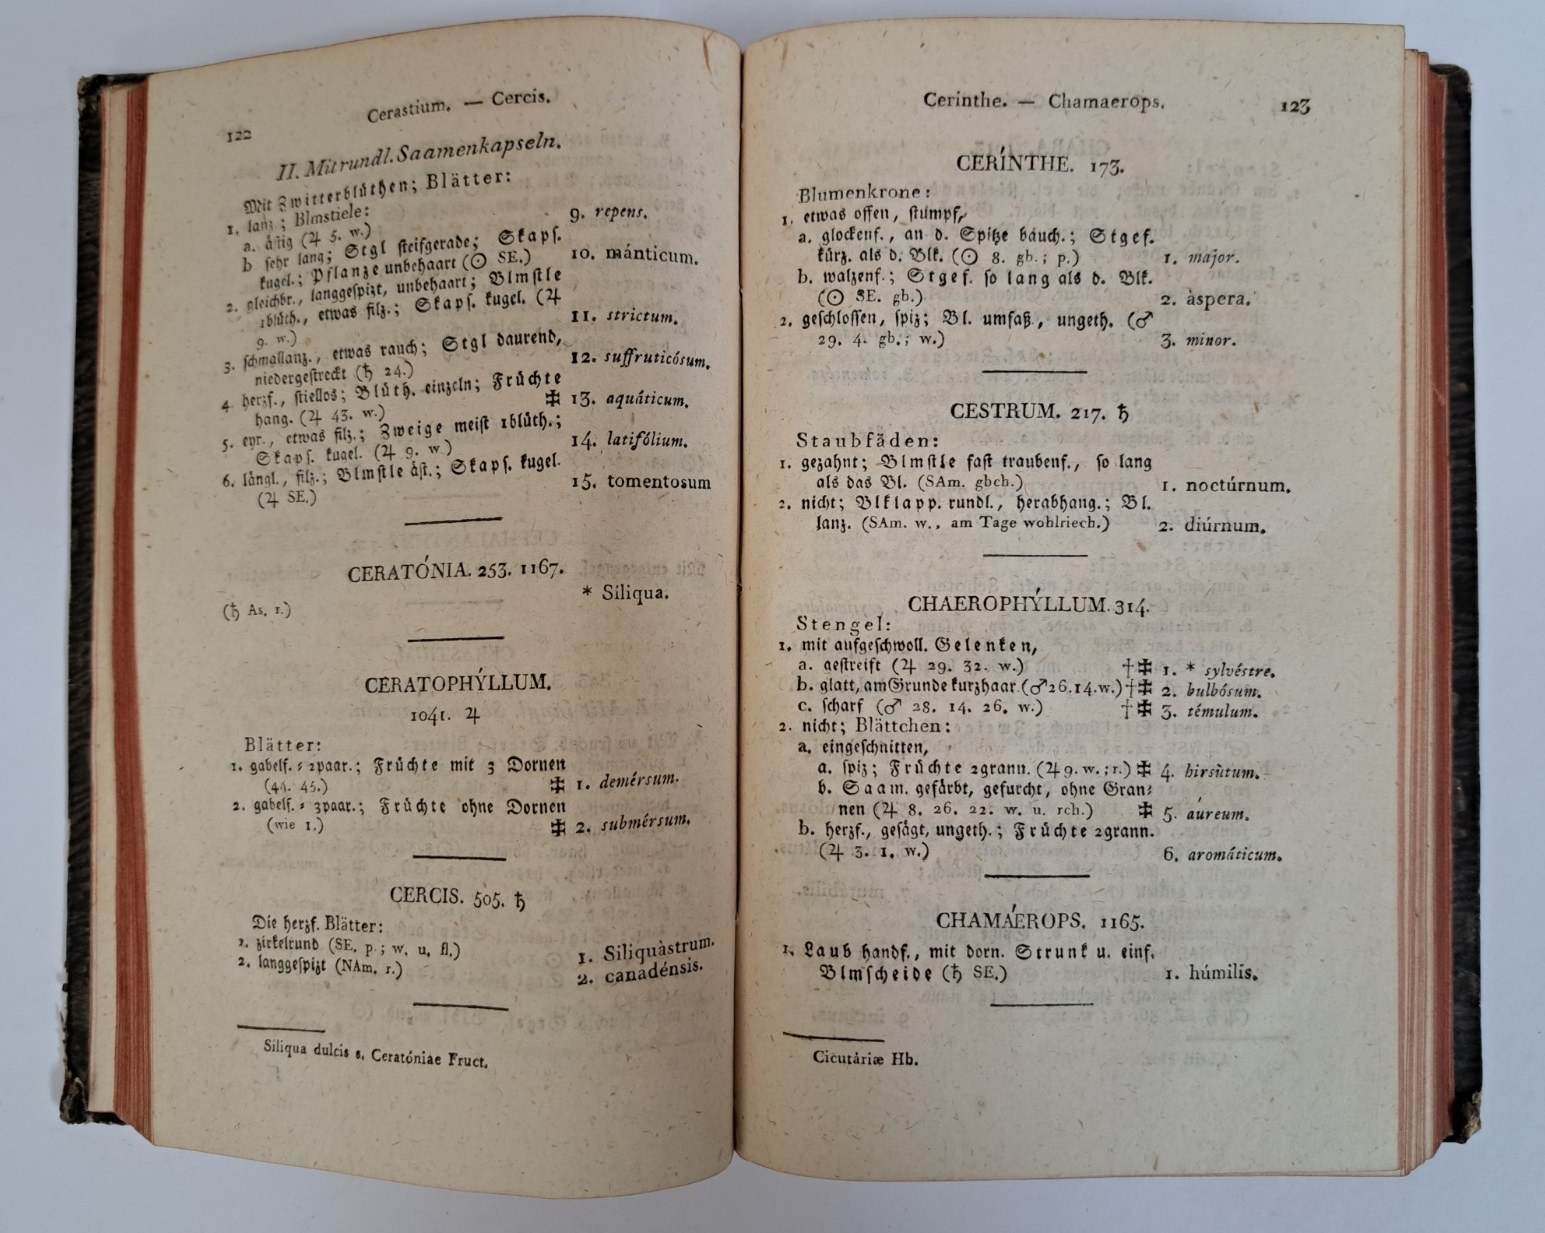 122
Cerastium. — Cercis.
II. Mit rundl. Saamenkapseln.
Mit Zwitterblüthen; Blätter:
1. lanz.; Blmstiele:
a. ästig (♃ 5. w.) 9. repens.
b sehr lang; Stgl steifgerade; Skaps.
kugel.; Pflanze unbehaart (☉ SE.) 10. mánticum.
2. gleichbr., langgespizt, unbehaart; Blmstle
1blüth., etwas filz.; Skaps. kugel. (♃
9. w.) 11. strictum.
3. schmallanz., etwas rauch; Stgl daurend,
niedergestreckt (♄ 24.) 12. suffruticósum.
4 herzf., stiellos; Blüth. einzeln; Früchte
hang. (♃ 43. w.) ⌗ 13. aquáticum.
5. eyr., etwas filz.; Zweige meist 1blüth.;
Skaps. kugel. (♃ 9. w.) 14. latifólium.
6. längl., filz.; Blmstle äst.; Skaps. kugel.
(♃ SE.) 15. tomentosum
CERATÓNIA. 253. 1167.
(♄ As. r.) * Siliqua.
CERATOPHÝLLUM.
1041. ♃
Blätter:
1. gabelf. ⸗ 2paar.; Früchte mit 3 Dornen
(44. 45.) ⌗ 1. demérsum.
2. gabelf. ⸗ 3paar.; Früchte ohne Dornen
(wie 1.) ⌗ 2. submérsum.
CERCIS. 505. ♄
Die herzf. Blätter:
1. zirkelrund (SE. p.; w. u. fl.) 1. Siliquàstrum.
2. langgespizt (NAm. r.) 2. canadénsis.
Siliqua dulcis s. Ceratóniae Fruct.
Cerinthe. — Chamaerops. 123
CERÍNTHE. 173.
Blumenkrone:
1. etwas offen, stumpf,
a. glockenf., an d. Spitze bauch.; Stgef.
kürz. als d. Blk. (☉ 8. gb.; p.) 1. major.
b. walzenf.; Stgef. so lang als d. Blk.
(☉ SE. gb.) 2. àspera.
2. geschlossen, spiz; Bl. umfaß., ungeth. (♂
29. 4. gb.; w.) 3. minor.
CESTRUM. 217. ♄
Staubfäden:
1. gezahnt; Blmstle fast traubenf., so lang
als das Bl. (SAm. gbch.) 1. noctúrnum.
2. nicht; Blklapp. rundl., herabhang.; Bl.
lanz. (SAm. w., am Tage wohlriech.) 2. diúrnum.
CHAEROPHÝLLUM. 314.
Stengel:
1. mit aufgeschwoll. Gelenken,
a. gestreift (♃ 29. 32. w.) †⌗ 1. * sylvéstre.
b. glatt, am Grunde kurzhaar. (♂ 26. 14. w.) †⌗ 2. bulbósum.
c. scharf (♂ 28. 14. 26. w.) †⌗ 3. témulum.
2. nicht; Blättchen:
a. eingeschnitten,
a. spiz; Früchte 2grann. (♃ 9. w.; r.) ⌗ 4. hirsùtum.
b. Saam. gefärbt, gefurcht, ohne Gran⸗
nen (♃ 8. 26. 22. w. u. rch.) ⌗ 5. áureum.
b. herzf., gesägt, ungeth.; Früchte 2grann.
(♃ 3. 1. w.) 6. aromáticum.
CHAMÁEROPS. 1165.
1. Laub handf., mit dorn. Strunk u. einf.
Blmscheide (♄ SE.) 1. húmilis.
Cicutáriæ Hb.